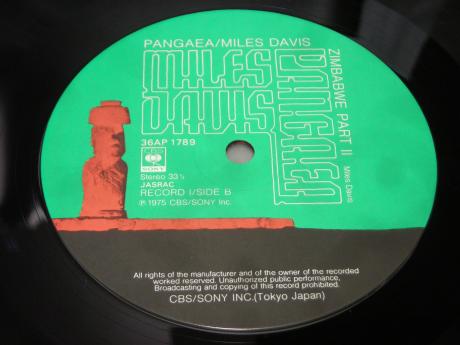 PANGAEA/MILES DAVIS
MILES
DAVIS
PANGAEA
ZIMBABWE PART II
Miles Davis
36AP 1789
CBS
SONY
Stereo 33⅓
JASRAC
RECORD I/SIDE B
℗ 1975 CBS/SONY Inc.
All rights of the manufacturer and of the owner of the recorded
worked reserved. Unauthorized public performance,
Broadcasting and copying of this record prohibited.
CBS/SONY INC.(Tokyo Japan)